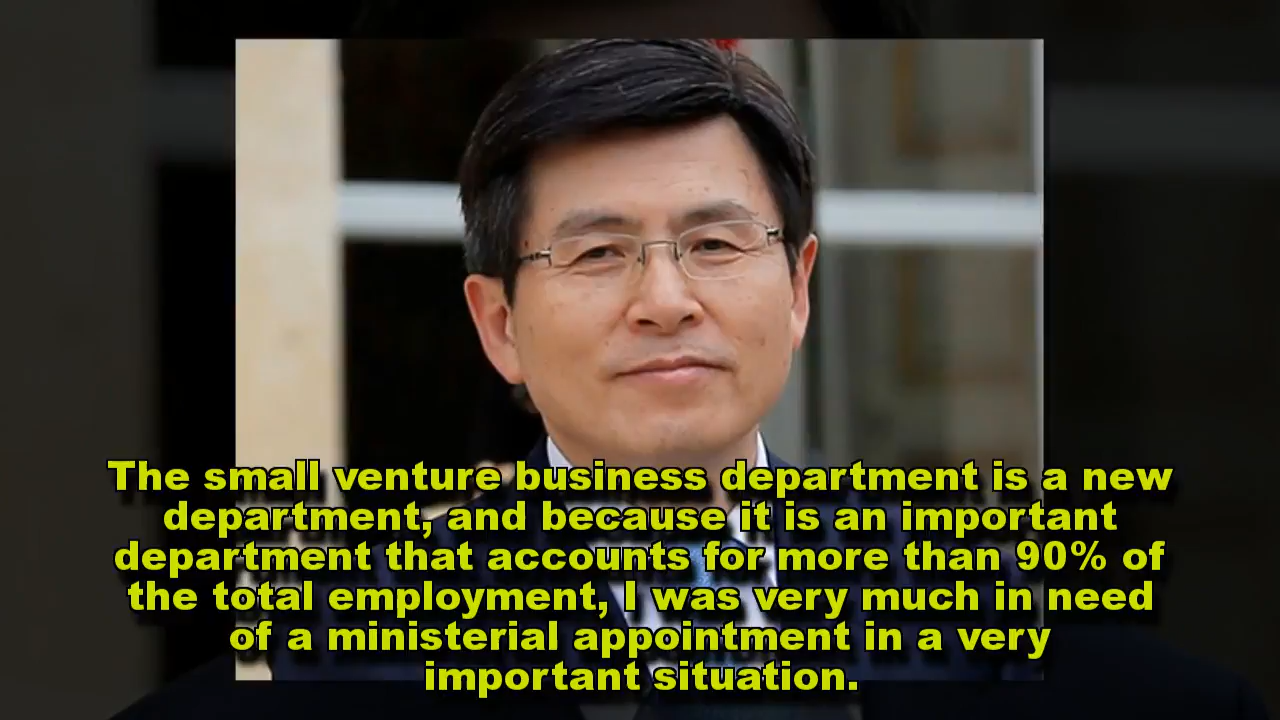 The small venture business department is a new
department, and because it is an important
department that accounts for more than 90% of
the total employment, I was very much in need
of a ministerial appointment in a very
important situation.